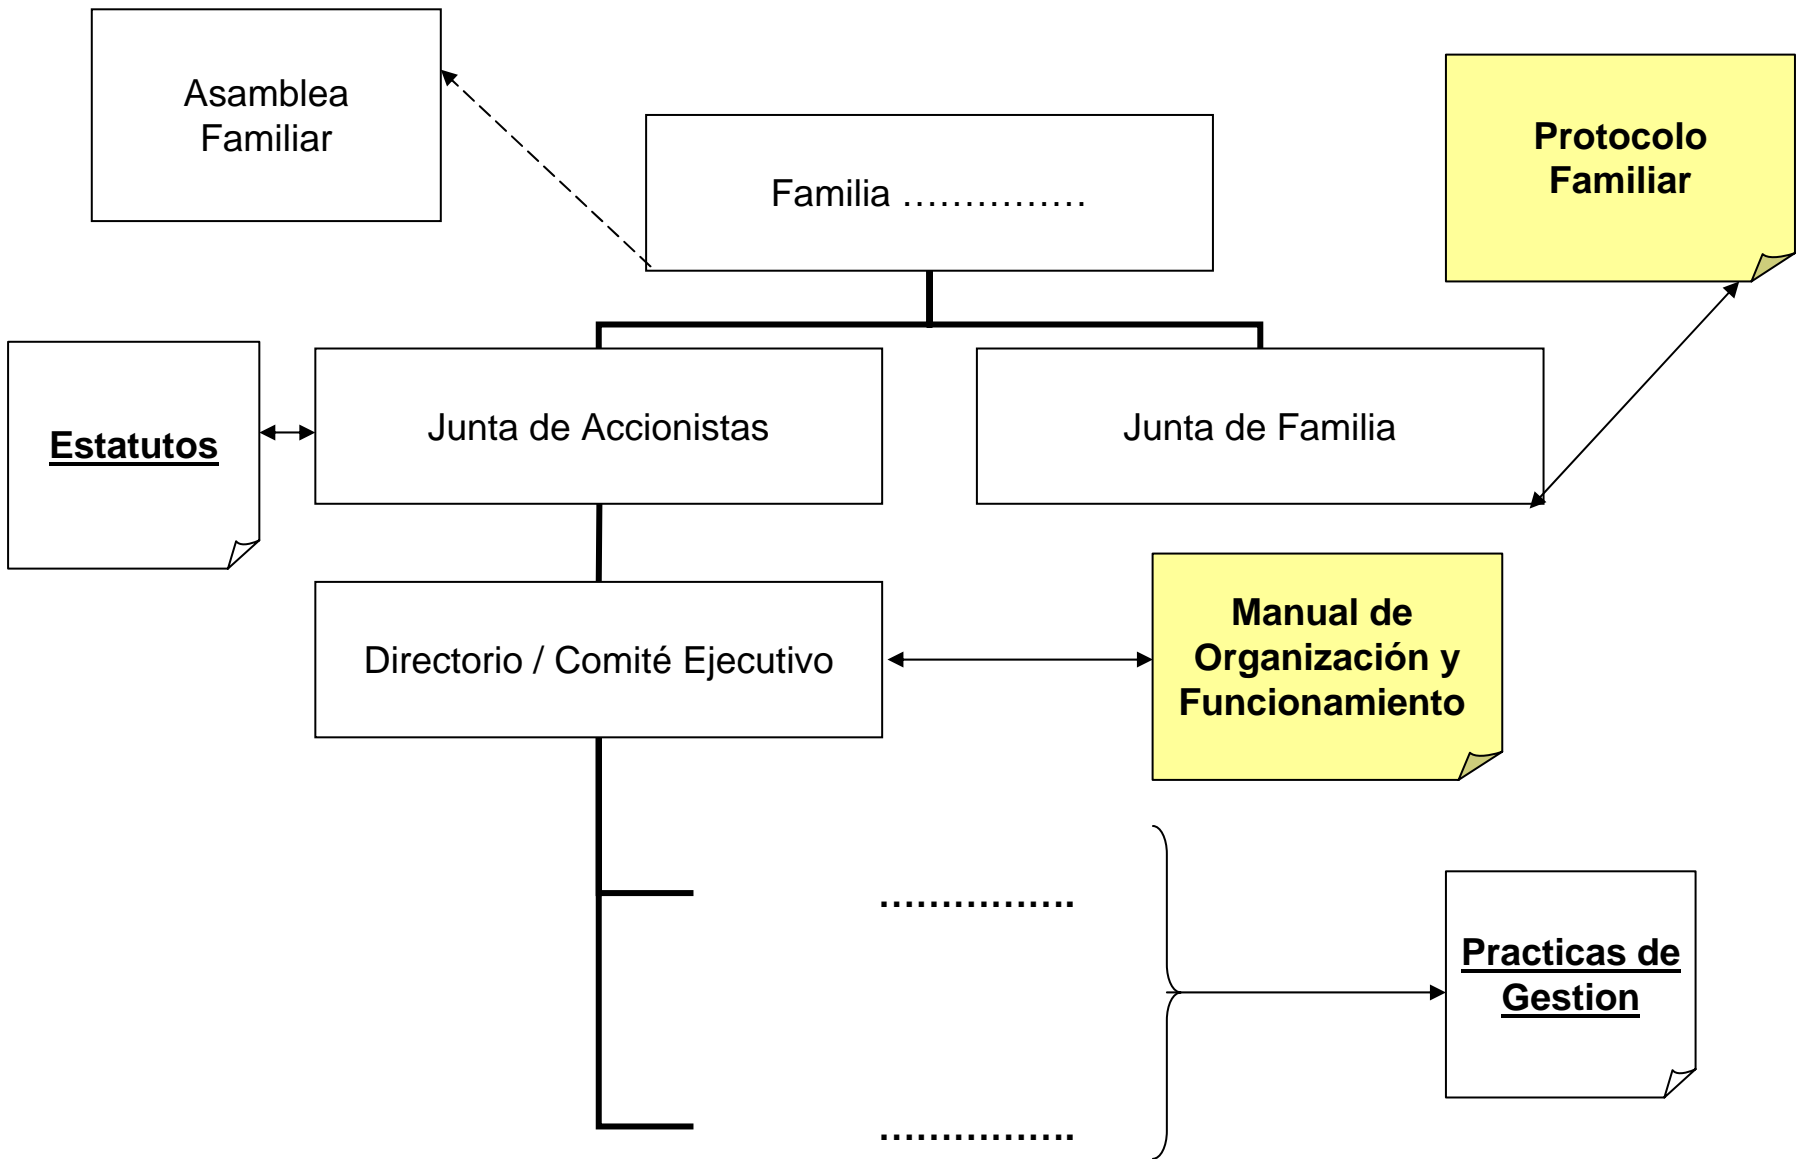 Asamblea
Familiar
Familia ……………
Protocolo
Familiar
Estatutos
Junta de Accionistas
Junta de Familia
Directorio / Comité Ejecutivo
Manual de
Organización y
Funcionamiento
…………….
Practicas de
Gestion
…………….